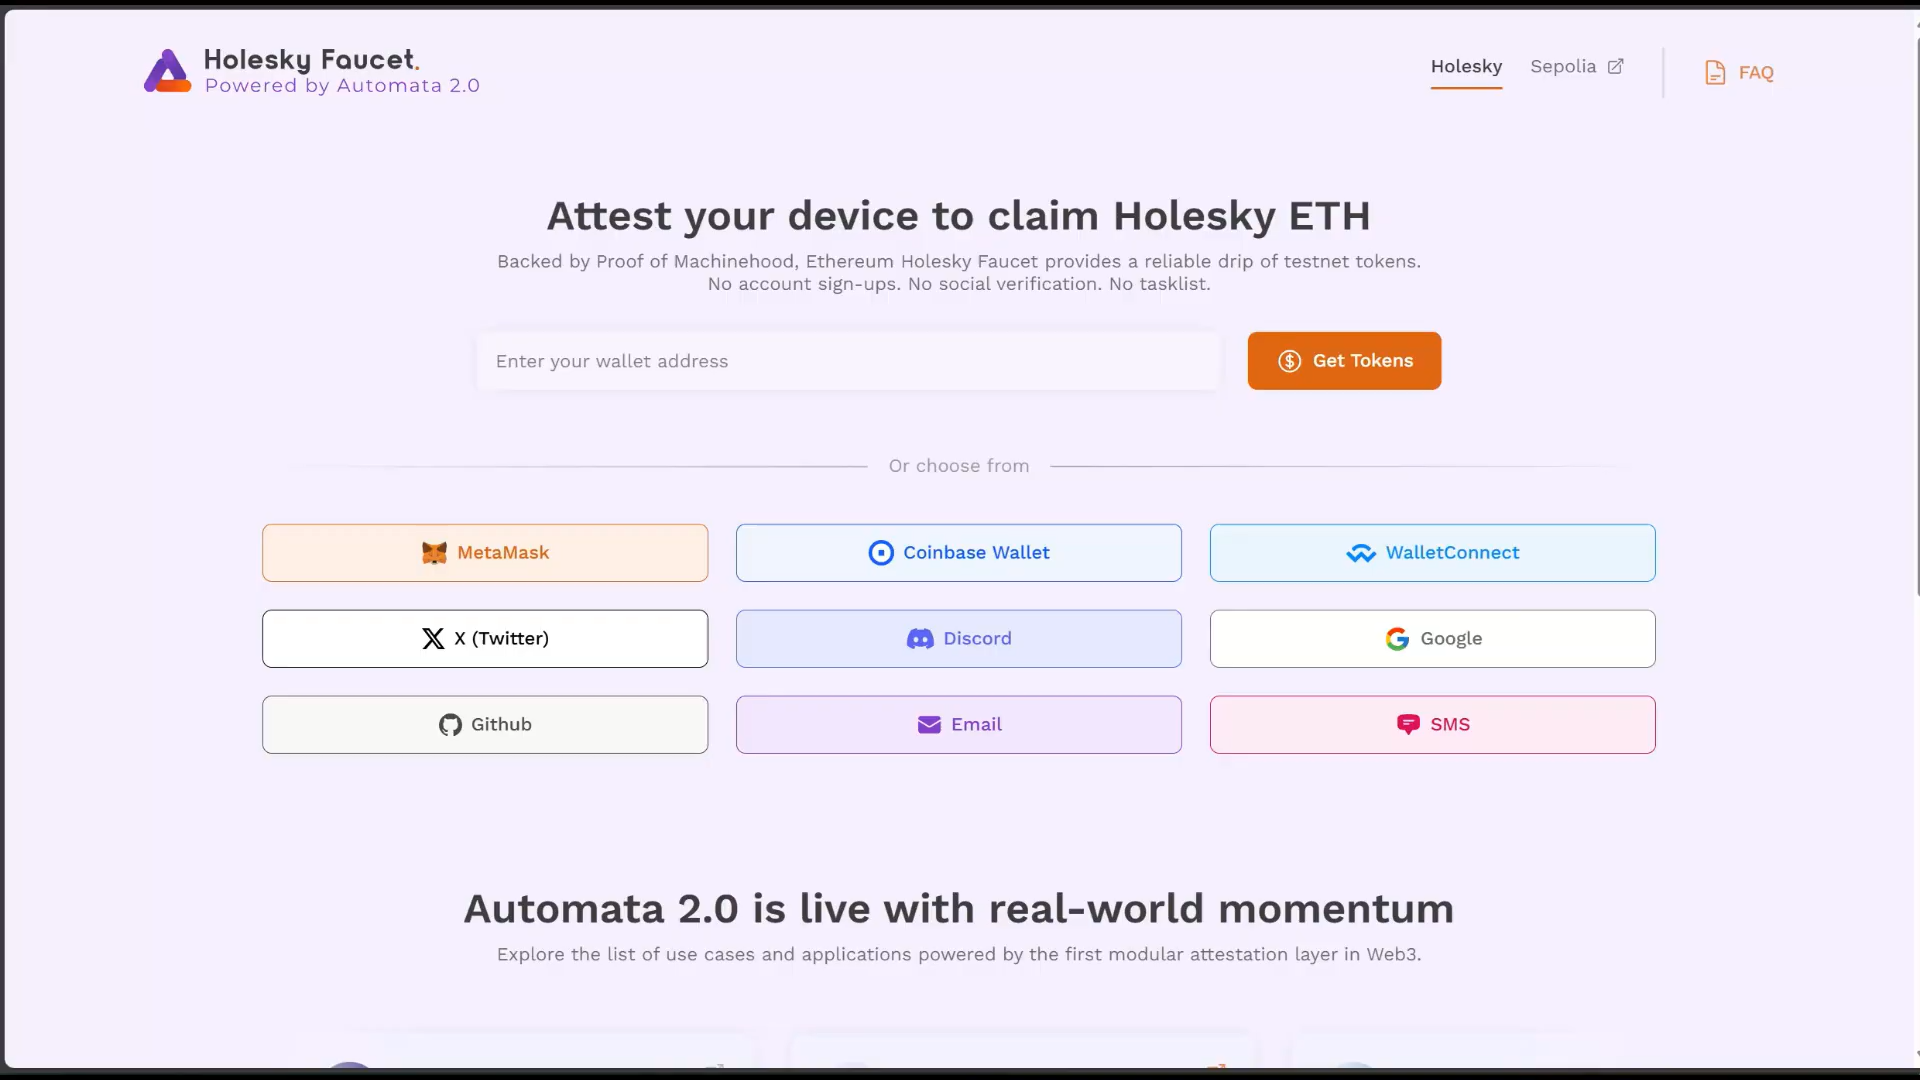 Holesky Faucet.
Powered by Automata 2.0
Holesky
Sepolia
FAQ
Attest your device to claim Holesky ETH
Backed by Proof of Machinehood, Ethereum Holesky Faucet provides a reliable drip of testnet tokens.
No account sign-ups. No social verification. No tasklist.
Enter your wallet address
Get Tokens
Or choose from
MetaMask
Coinbase Wallet
WalletConnect
X (Twitter)
Discord
Google
Github
Email
SMS
Automata 2.0 is live with real-world momentum
Explore the list of use cases and applications powered by the first modular attestation layer in Web3.